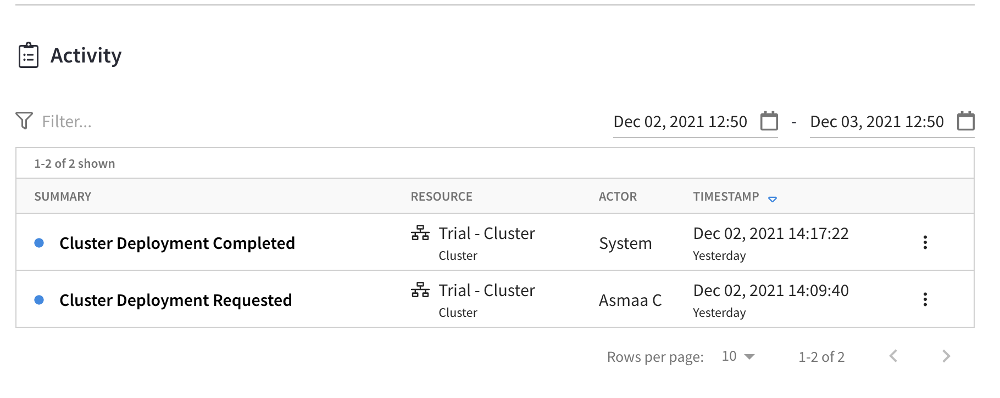 Activity
Filter...
Dec 02, 2021 12:50 - Dec 03, 2021 12:50
1-2 of 2 shown
SUMMARY RESOURCE ACTOR TIMESTAMP
Cluster Deployment Completed Trial - Cluster System Dec 02, 2021 14:17:22
Cluster Yesterday
Cluster Deployment Requested Trial - Cluster Asmaa C Dec 02, 2021 14:09:40
Cluster Yesterday
Rows per page: 10 1-2 of 2